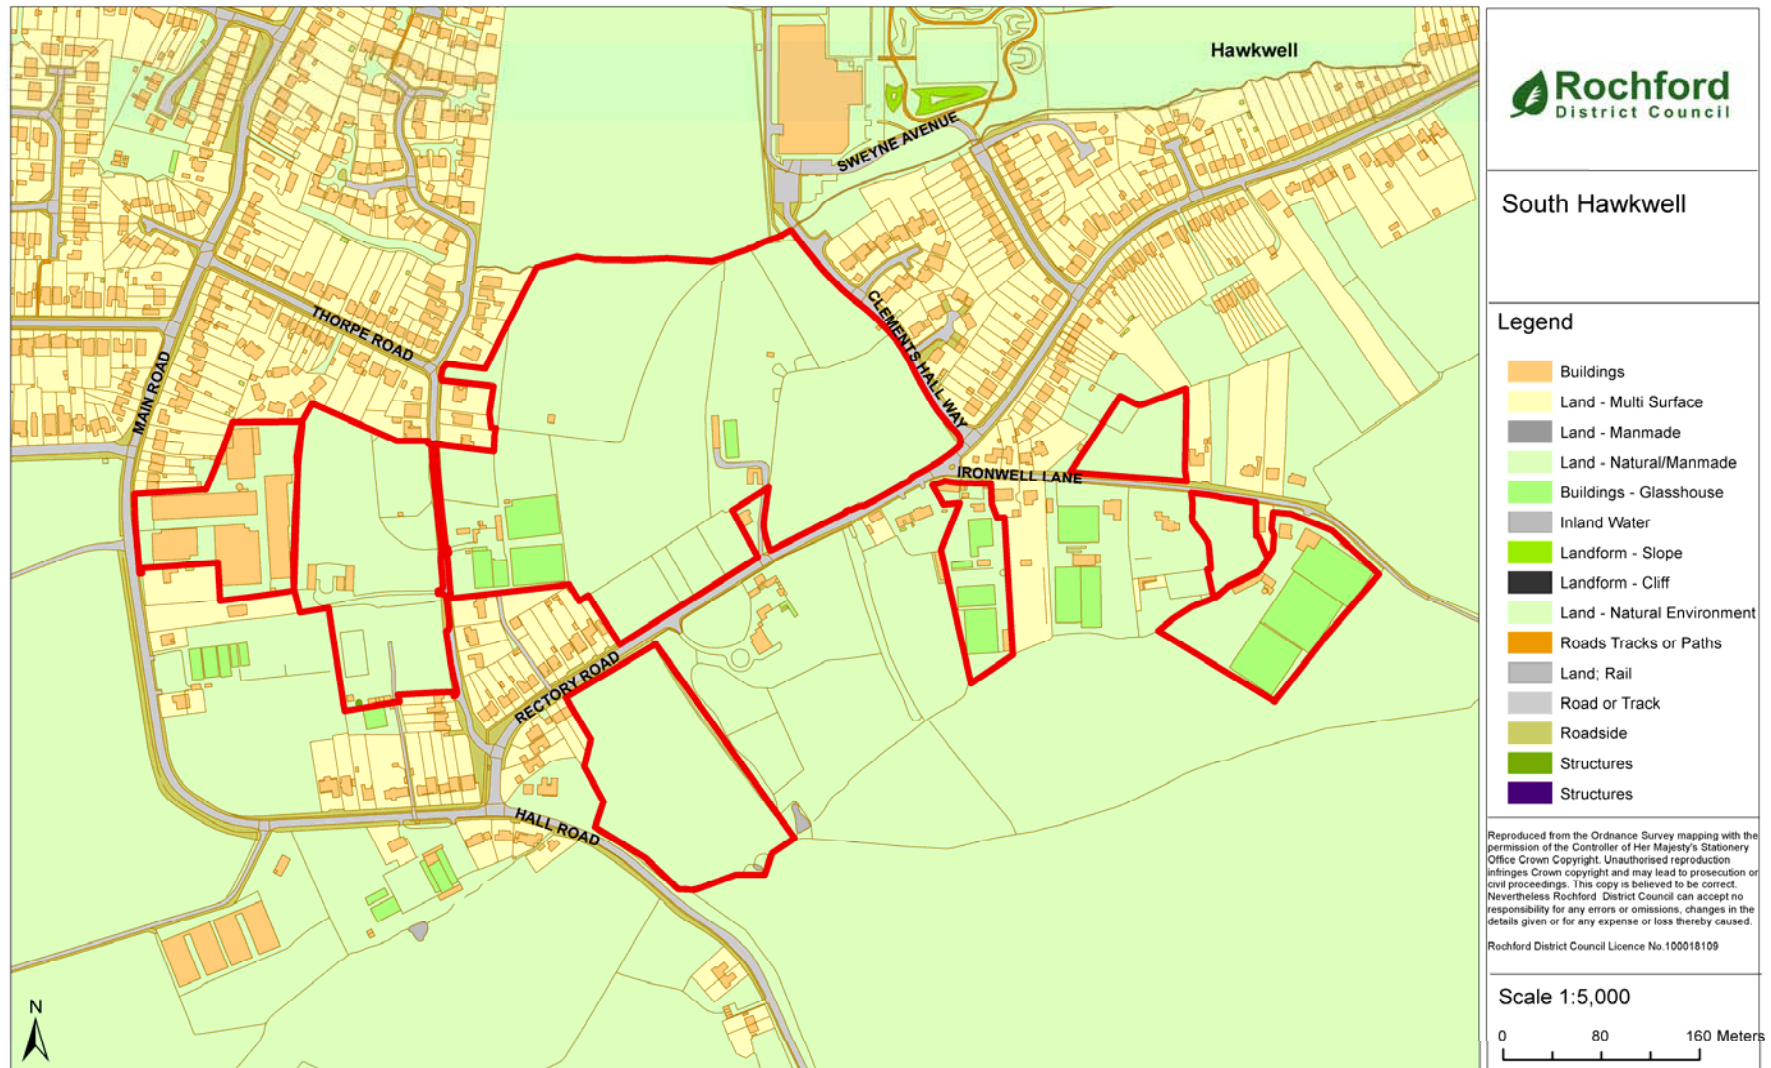 Hawkwell
SWEYNE AVENUE
CLEMENTS HALL WAY
THORPE ROAD
MAIN ROAD
IRONWELL LANE
RECTORY ROAD
HALL ROAD
N
Rochford
District Council
South Hawkwell
Legend
Buildings
Land - Multi Surface
Land - Manmade
Land - Natural/Manmade
Buildings - Glasshouse
Inland Water
Landform - Slope
Landform - Cliff
Land - Natural Environment
Roads Tracks or Paths
Land; Rail
Road or Track
Roadside
Structures
Structures
Reproduced from the Ordnance Survey mapping with the
permission of the Controller of Her Majesty's Stationery
Office Crown Copyright. Unauthorised reproduction
infringes Crown copyright and may lead to prosecution or
civil proceedings. This copy is believed to be correct.
Nevertheless Rochford District Council can accept no
responsibility for any errors or omissions, changes in the
details given or for any expense or loss thereby caused.
Rochford District Council Licence No.100018109
Scale 1:5,000
0 80 160 Meters